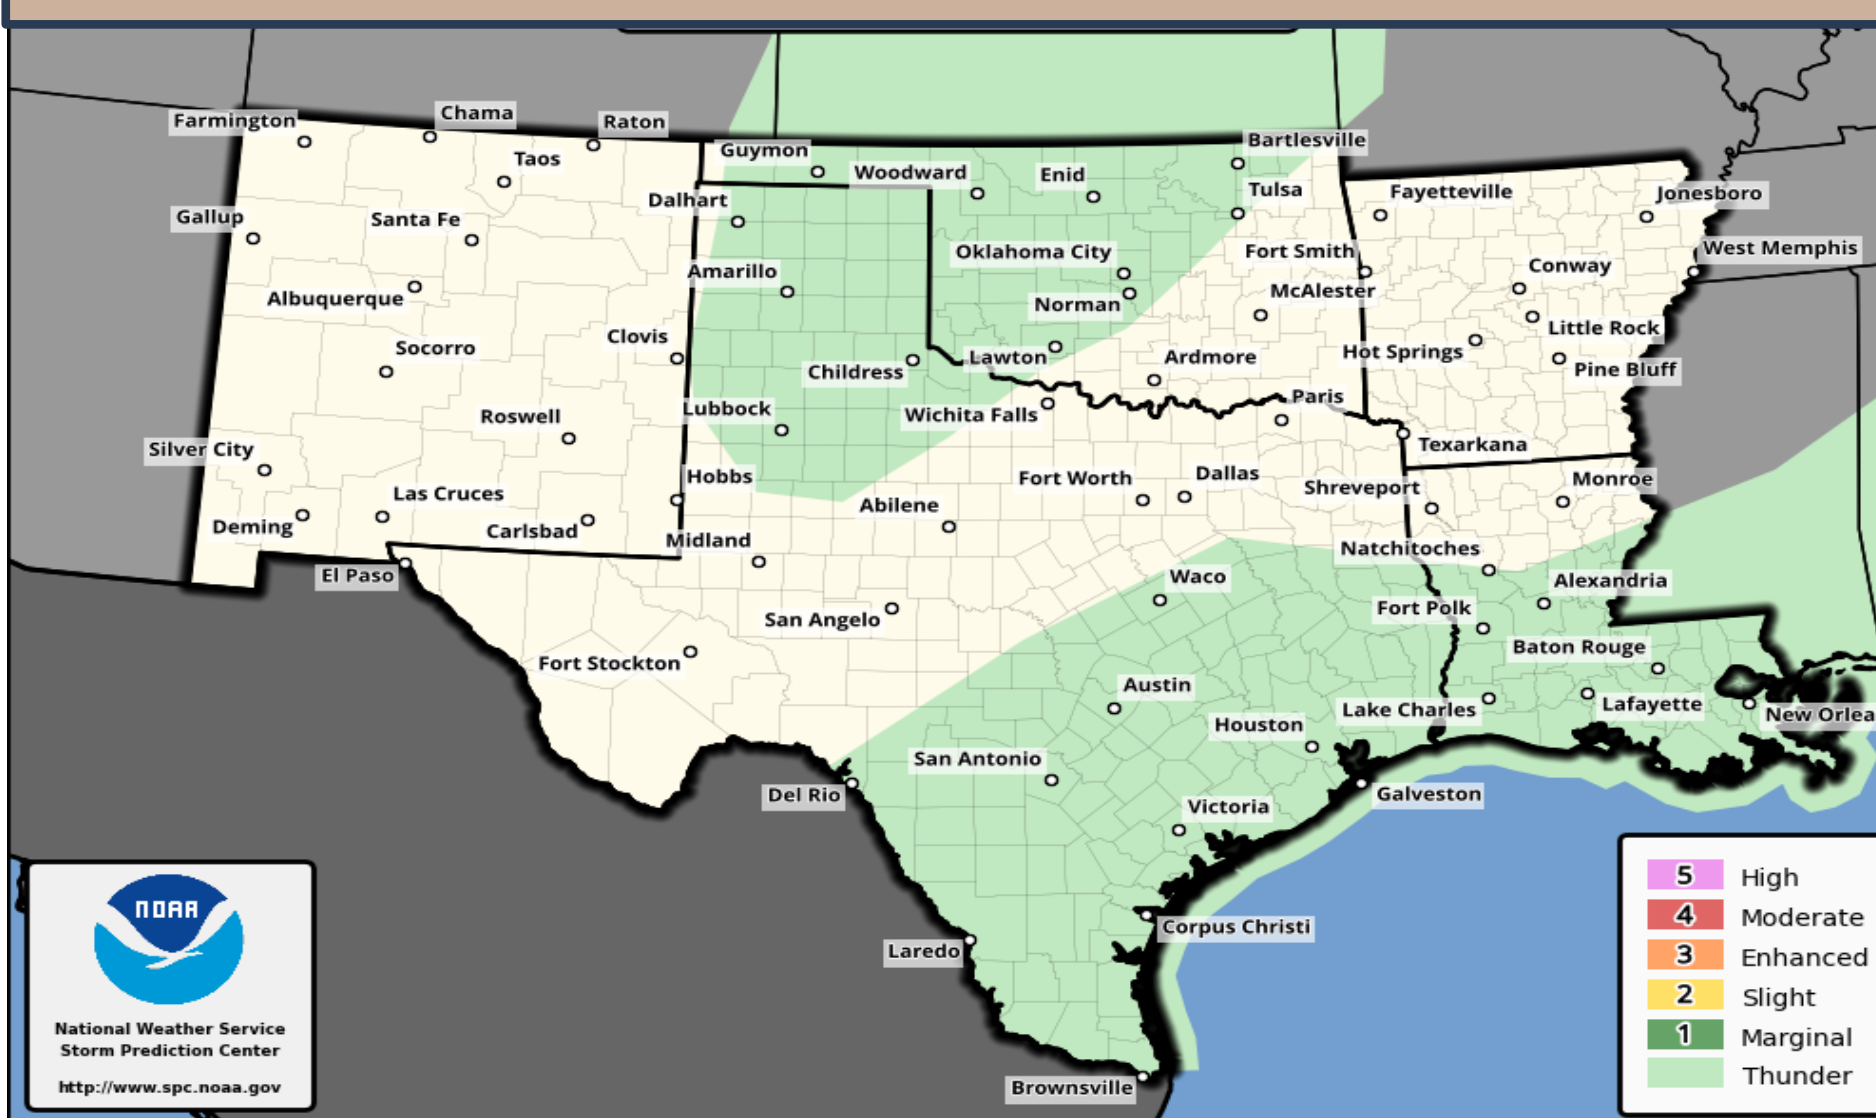 Farmington
Chama
Raton
Taos
Guymon
Woodward
Enid
Bartlesville
Tulsa
Fayetteville
Jonesboro
Gallup
Santa Fe
Dalhart
Amarillo
Oklahoma City
Norman
Fort Smith
McAlester
Conway
West Memphis
Albuquerque
Socorro
Clovis
Childress
Lawton
Ardmore
Hot Springs
Little Rock
Pine Bluff
Roswell
Lubbock
Wichita Falls
Paris
Texarkana
Silver City
Las Cruces
Hobbs
Fort Worth
Dallas
Shreveport
Monroe
Deming
Carlsbad
Midland
Abilene
Natchitoches
El Paso
San Angelo
Waco
Alexandria
Fort Polk
Fort Stockton
Austin
Baton Rouge
Houston
Lake Charles
Lafayette
New Orlea
San Antonio
Del Rio
Victoria
Galveston
Laredo
Corpus Christi
Brownsville
NOAA
National Weather Service
Storm Prediction Center
http://www.spc.noaa.gov
5 High
4 Moderate
3 Enhanced
2 Slight
1 Marginal
Thunder